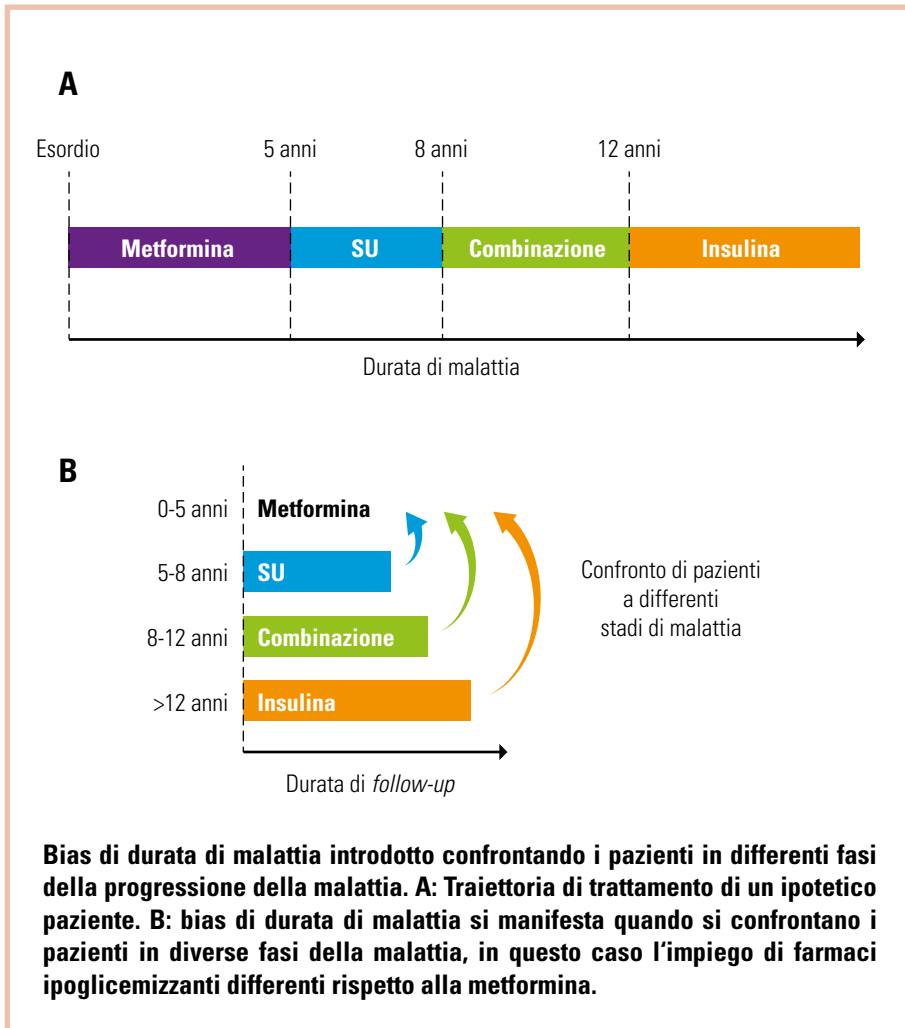 A
Esordio 5 anni 8 anni 12 anni
Metformina SU Combinazione Insulina
Durata di malattia
B
0-5 anni Metformina
5-8 anni SU
8-12 anni Combinazione
>12 anni Insulina
Confronto di pazienti
a differenti
stadi di malattia
Durata di follow-up
Bias di durata di malattia introdotto confrontando i pazienti in differenti fasi
della progressione della malattia. A: Traiettoria di trattamento di un ipotetico
paziente. B: bias di durata di malattia si manifesta quando si confrontano i
pazienti in diverse fasi della malattia, in questo caso l'impiego di farmaci
ipoglicemizzanti differenti rispetto alla metformina.